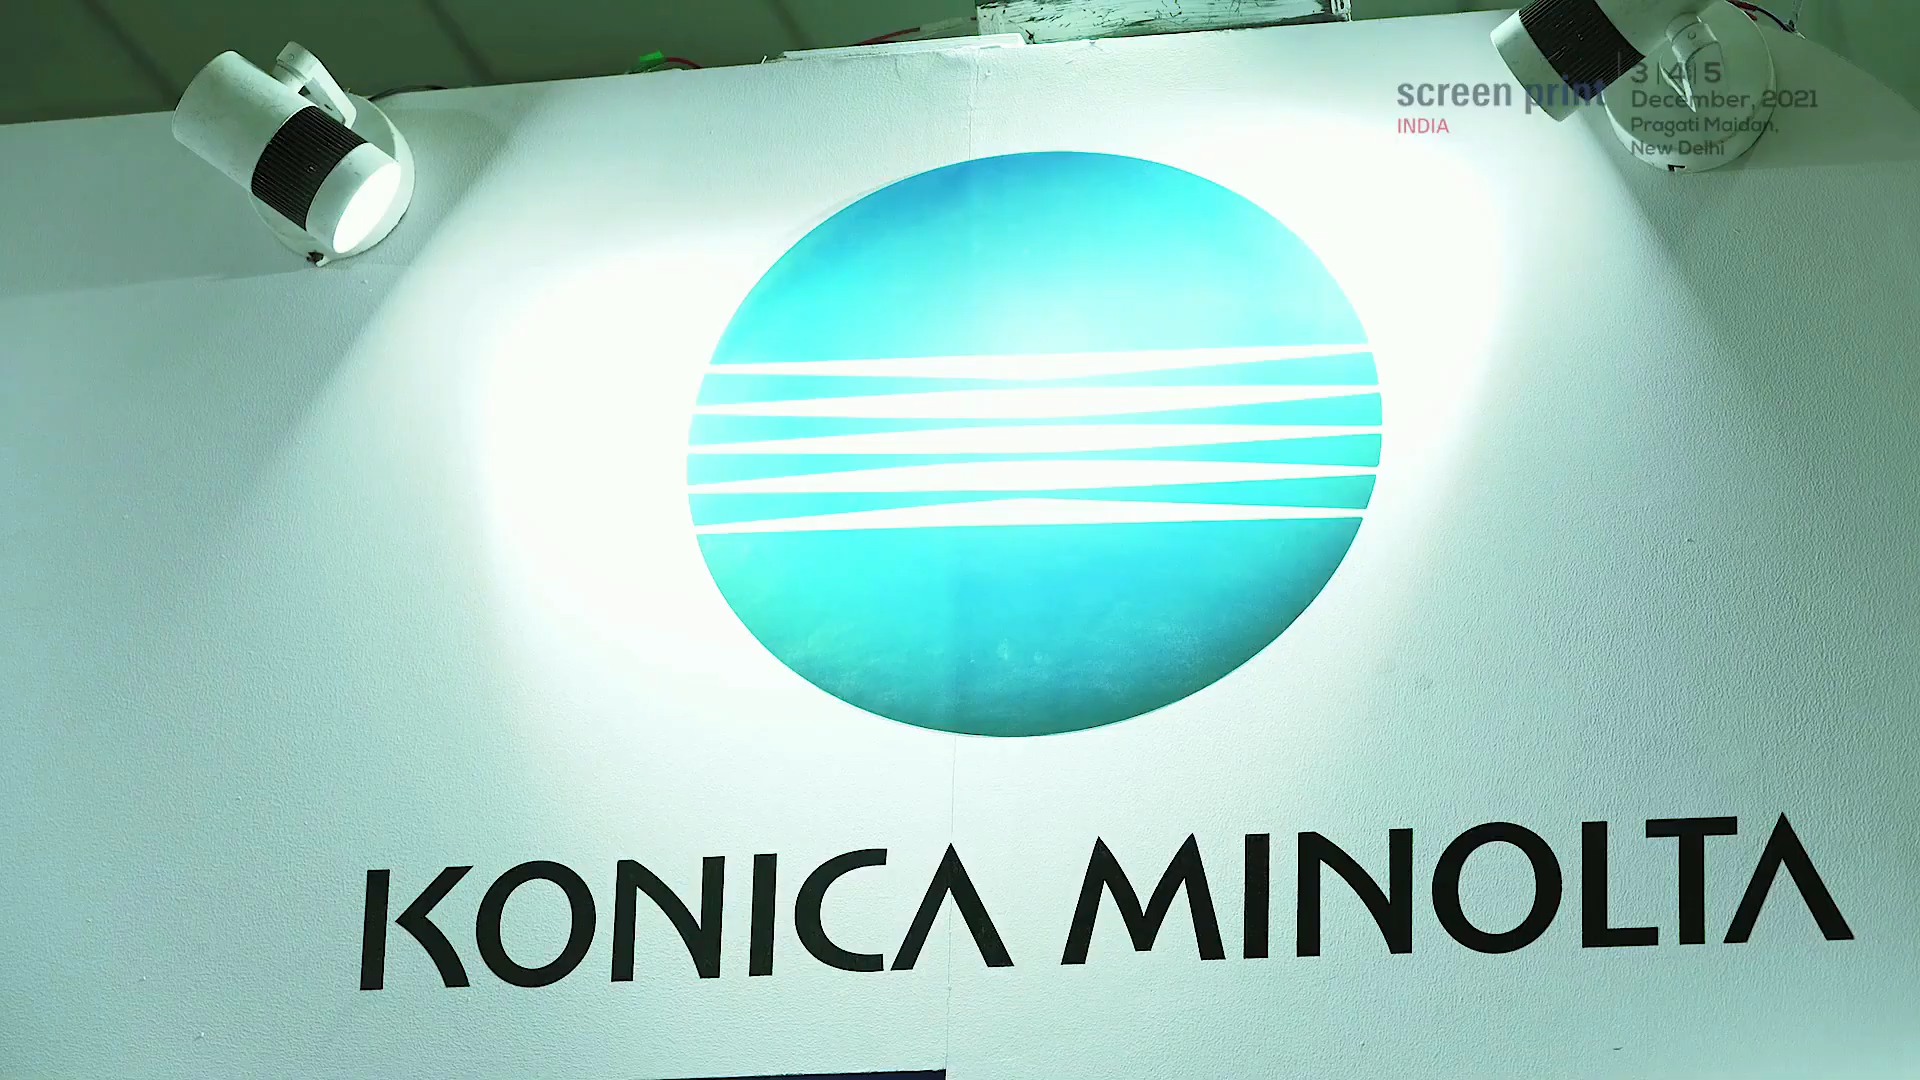 screen print
INDIA
3 | 4 | 5
December, 2021
Pragati Maidan,
New Delhi
KONICA MINOLTA